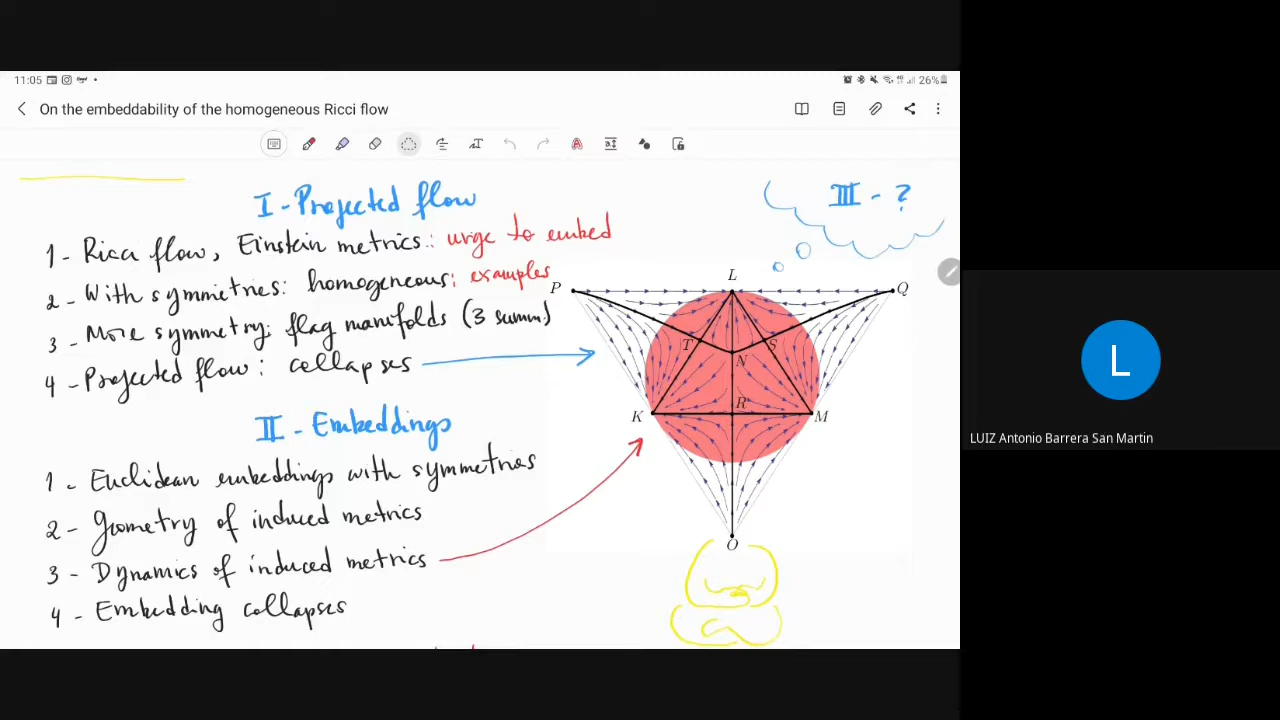 11:05
26%
On the embeddability of the homogeneous Ricci flow
I - Projected flow
III - ?
1 - Ricci flow, Einstein metrics: urge to embed
2 - With symmetries: homogeneous: examples
3 - More symmetry: flag manifolds (3 summ)
4 - Projected flow: collapses
P L Q
T N S
K R M
O
II - Embeddings
1 - Euclidean embeddings with symmetries
2 - Geometry of induced metrics
3 - Dynamics of induced metrics
4 - Embedding collapses
L
LUIZ Antonio Barrera San Martin